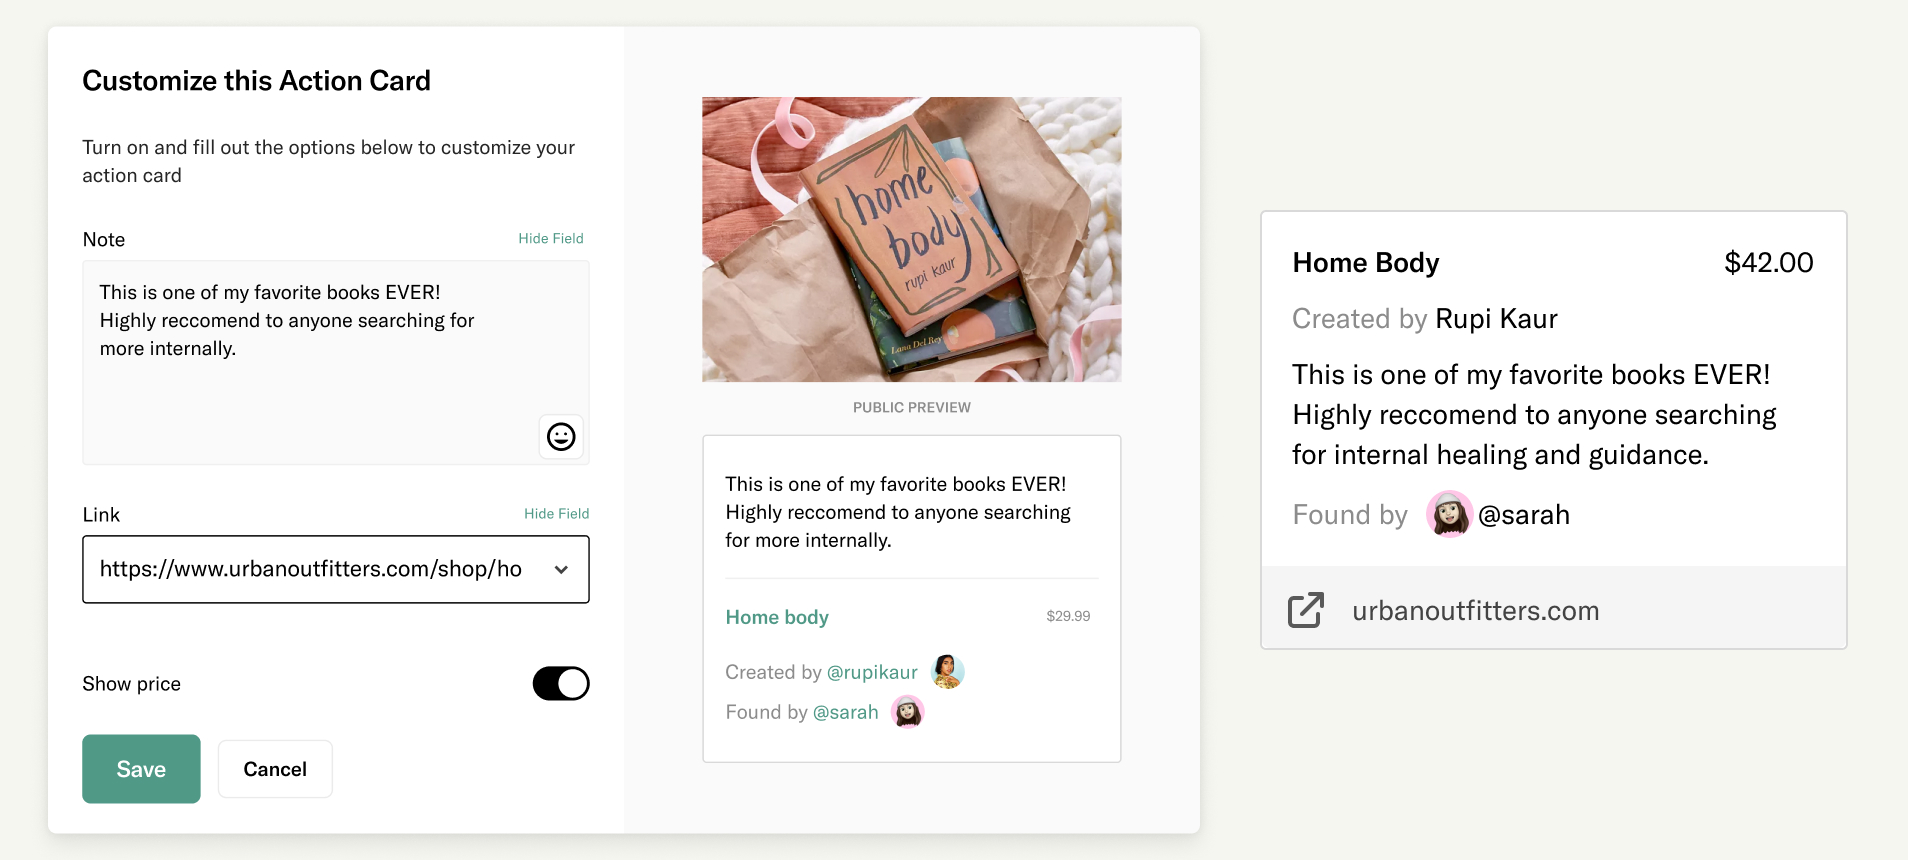 Customize this Action Card
Turn on and fill out the options below to customize your
action card
Note
Hide Field
This is one of my favorite books EVER!
Highly reccomend to anyone searching for
more internally.
Link
Hide Field
https://www.urbanoutfitters.com/shop/ho
Show price
Save
Cancel
home
body
rupi kaur
Lana Del Rey
PUBLIC PREVIEW
This is one of my favorite books EVER!
Highly reccomend to anyone searching
for more internally.
Home body
$29.99
Created by @rupikaur
Found by @sarah
Home Body
$42.00
Created by Rupi Kaur
This is one of my favorite books EVER!
Highly reccomend to anyone searching
for internal healing and guidance.
Found by @sarah
urbanoutfitters.com